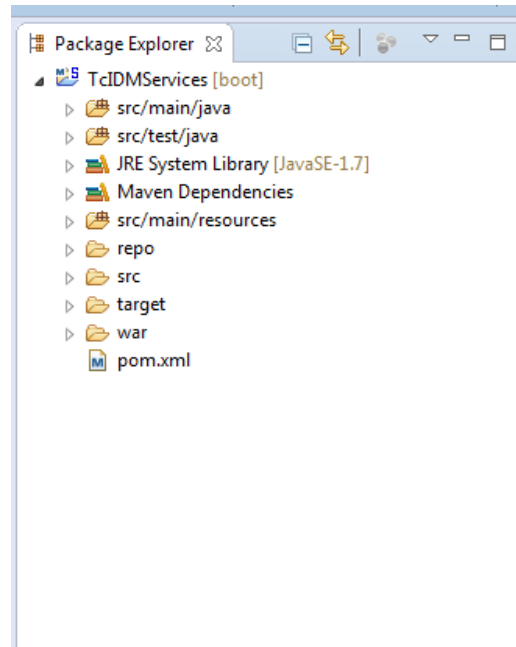 Package Explorer
TcIDMServices [boot]
src/main/java
src/test/java
JRE System Library [JavaSE-1.7]
Maven Dependencies
src/main/resources
repo
src
target
war
pom.xml